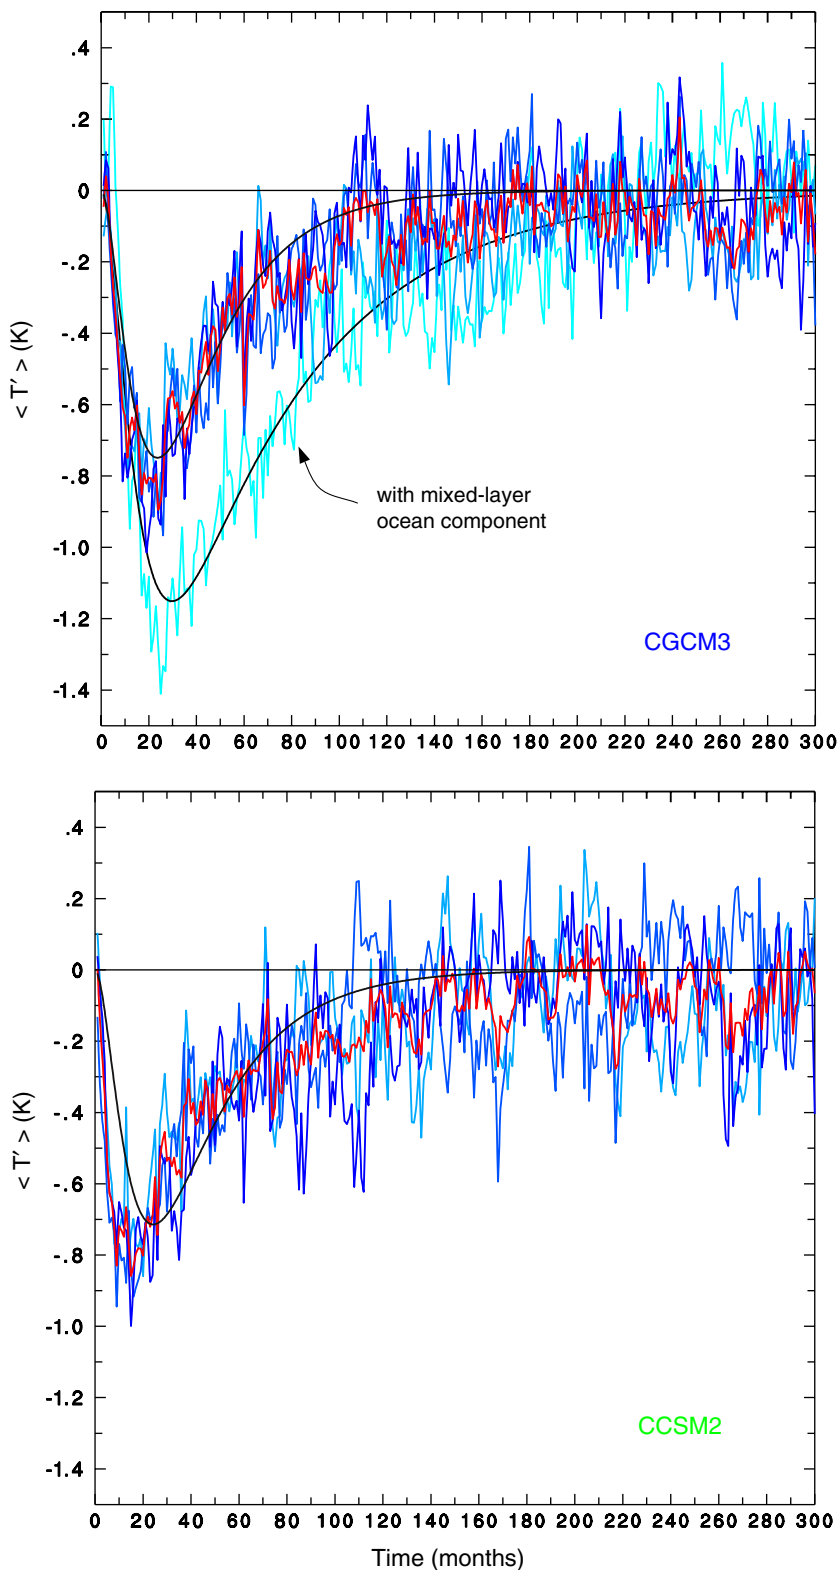 .4
.2
0
-.2
-.4
-.6
-.8
-1.0
-1.2
-1.4
< T′ > (K)
with mixed-layer
ocean component
CGCM3
0 20 40 60 80 100 120 140 160 180 200 220 240 260 280 300
.4
.2
0
-.2
-.4
-.6
-.8
-1.0
-1.2
-1.4
< T′ > (K)
CCSM2
0 20 40 60 80 100 120 140 160 180 200 220 240 260 280 300
Time (months)